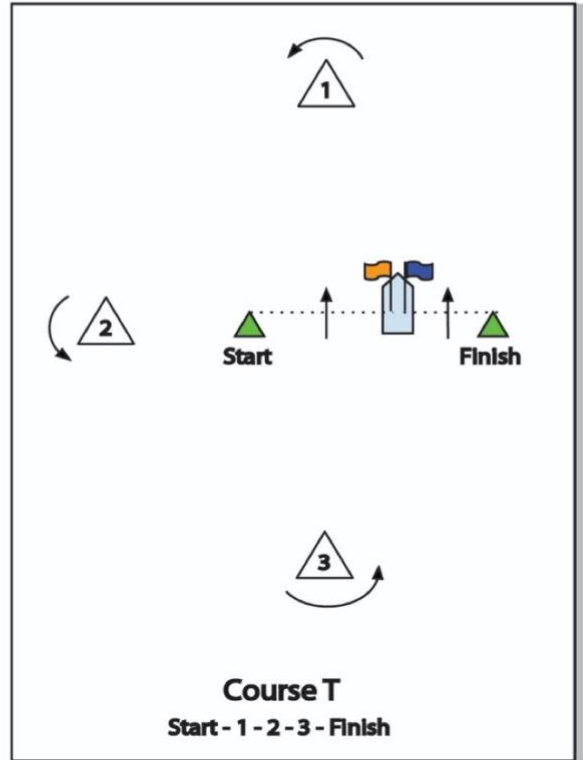 1
2
Start
Finish
3
Course T
Start - 1 - 2 - 3 - Finish